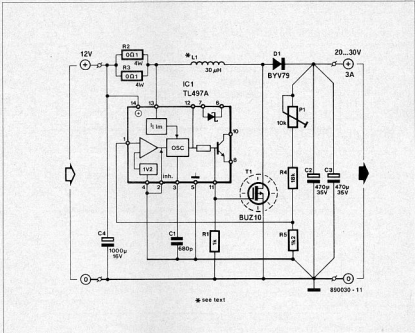 R2
0Ω1
4W
R3
0Ω1
4W
12V
+
* L1
30 µH
D1
BYV79
20...30V
+
3A
IC1
TL497A
14
13
12
7
6
+
I lim
OSC
1
10
8
1V2
inh.
4
2
3
5
11
P1
10k
T1
BUZ10
R4
18k
C2
470µ
35V
C3
470µ
35V
C4
1000µ
16V
C1
680p
R1
1k
R5
1k2
0
0
* see text
890030 - 11